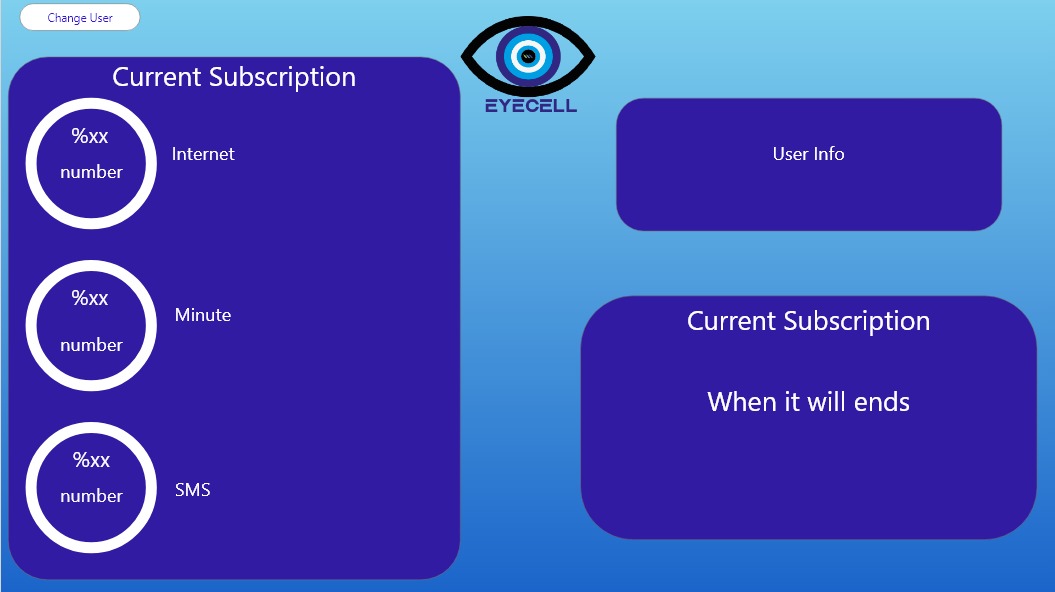 Change User
EYECELL
Current Subscription
%xx
number
Internet
%xx
number
Minute
%xx
number
SMS
User Info
Current Subscription
When it will ends